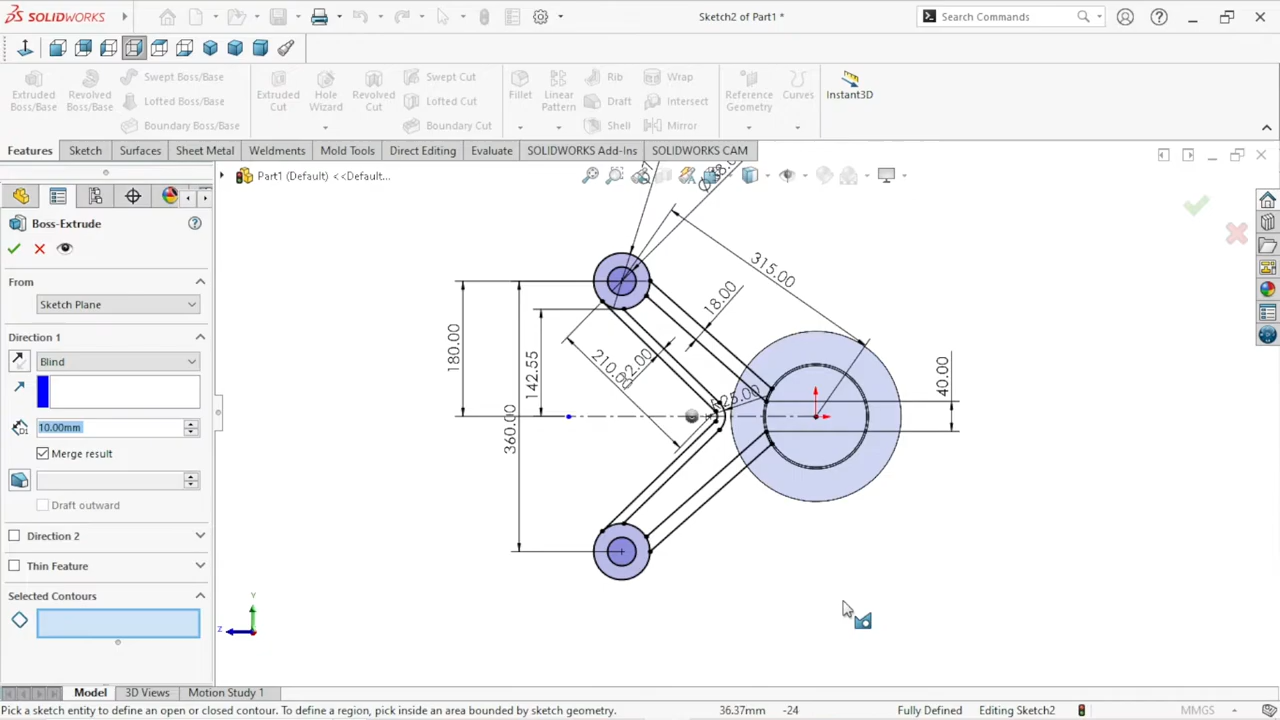 SOLIDWORKS
Sketch2 of Part1 *
Search Commands
Extruded Boss/Base
Revolved Boss/Base
Swept Boss/Base
Lofted Boss/Base
Boundary Boss/Base
Extruded Cut
Hole Wizard
Revolved Cut
Swept Cut
Lofted Cut
Boundary Cut
Fillet
Linear Pattern
Rib
Draft
Shell
Wrap
Intersect
Mirror
Reference Geometry
Curves
Instant3D
Features
Sketch
Surfaces
Sheet Metal
Weldments
Mold Tools
Direct Editing
Evaluate
SOLIDWORKS Add-Ins
SOLIDWORKS CAM
Part1 (Default) <<Default...
Boss-Extrude
From
Sketch Plane
Direction 1
Blind
10.00mm
Merge result
Draft outward
Direction 2
Thin Feature
Selected Contours
315.00
18.00
180.00
142.55
210.00
40.00
360.00
Y
Z
Model
3D Views
Motion Study 1
Pick a sketch entity to define an open or closed contour. To define a region, pick inside an area bounded by sketch geometry.
36.37mm
-24
Fully Defined
Editing Sketch2
MMGS